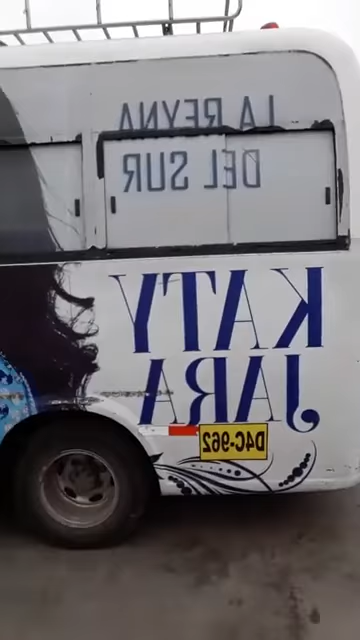 LA REYNA
DEL SUR
KATY
JARA
D4C-962